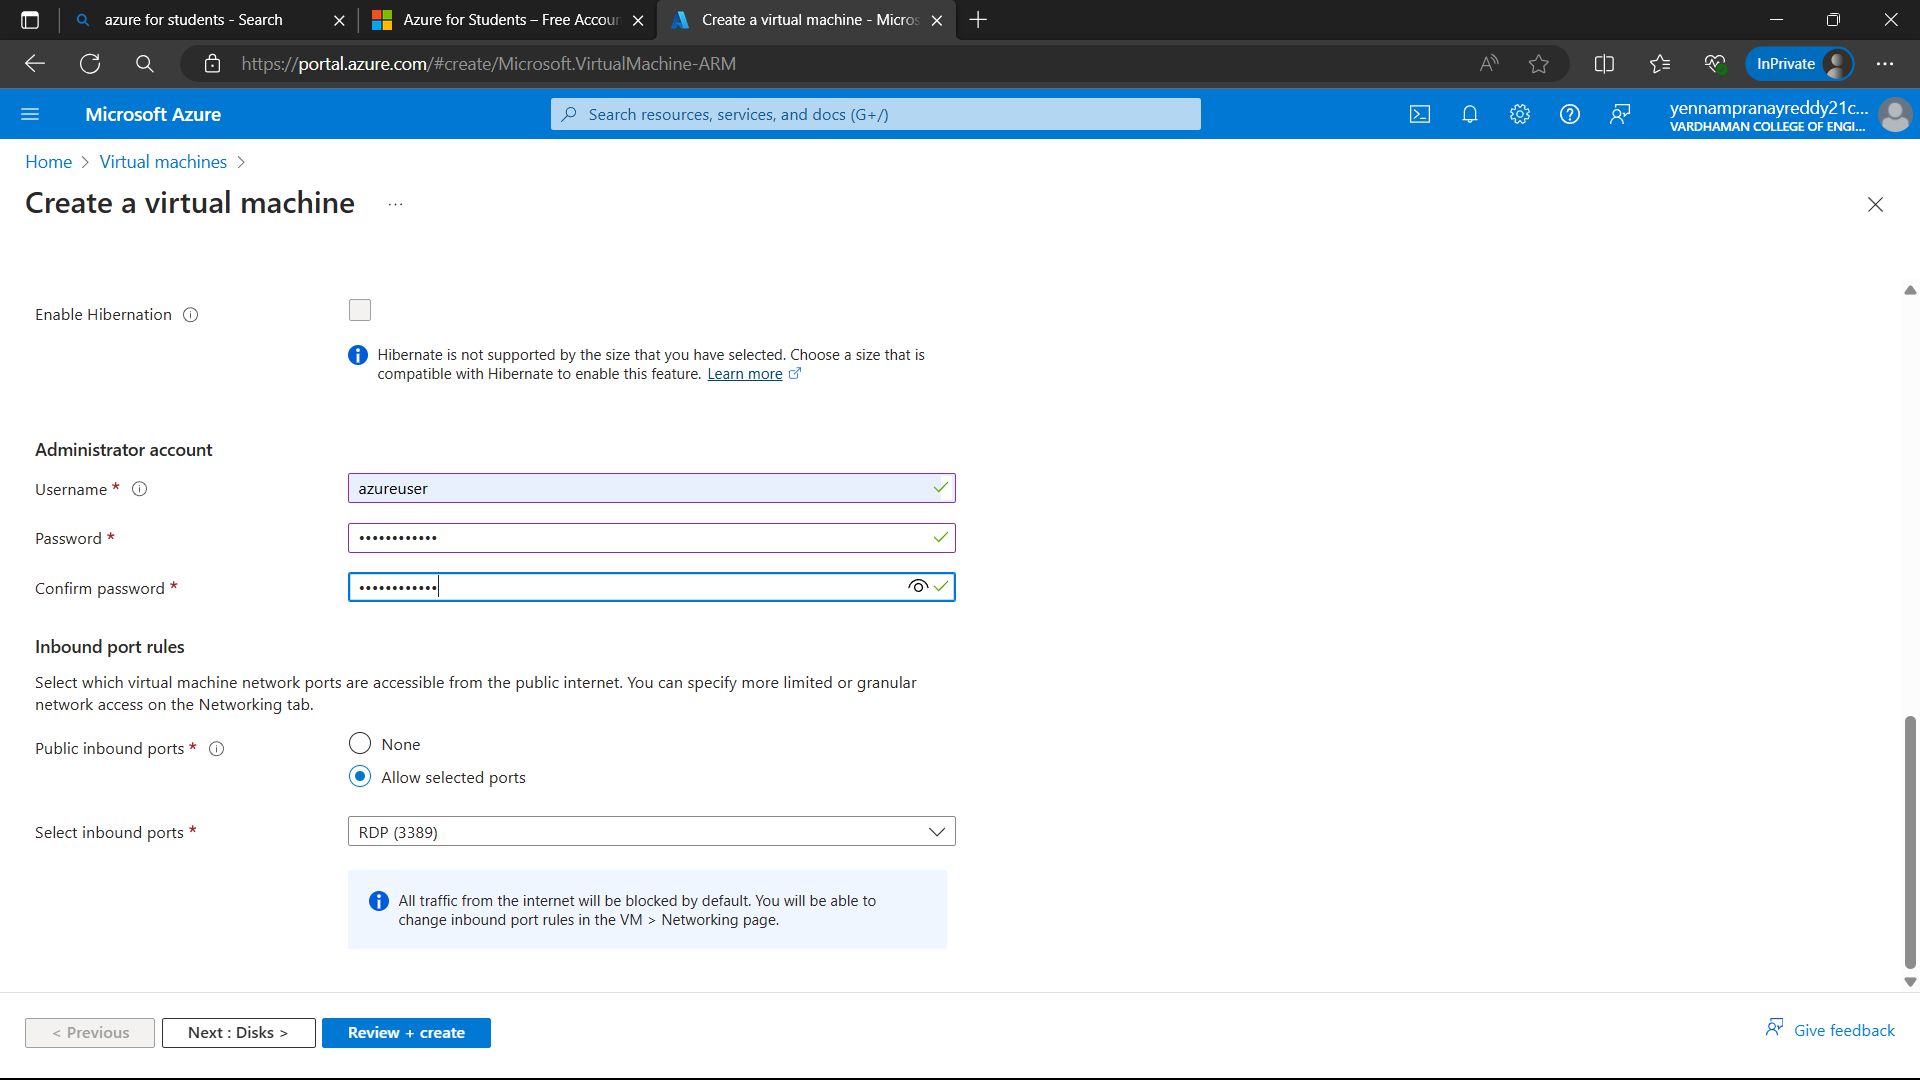 azure for students - Search
Azure for Students – Free Accoun
Create a virtual machine - Micros
https://portal.azure.com/#create/Microsoft.VirtualMachine-ARM
InPrivate
Microsoft Azure
Search resources, services, and docs (G+/)
yennampranayreddy21c...
VARDHAMAN COLLEGE OF ENGI...
Home > Virtual machines >
Create a virtual machine ...
Enable Hibernation
Hibernate is not supported by the size that you have selected. Choose a size that is
compatible with Hibernate to enable this feature. Learn more
Administrator account
Username *
azureuser
Password *
••••••••••••
Confirm password *
••••••••••••
Inbound port rules
Select which virtual machine network ports are accessible from the public internet. You can specify more limited or granular
network access on the Networking tab.
Public inbound ports *
None
Allow selected ports
Select inbound ports *
RDP (3389)
All traffic from the internet will be blocked by default. You will be able to
change inbound port rules in the VM > Networking page.
< Previous
Next : Disks >
Review + create
Give feedback